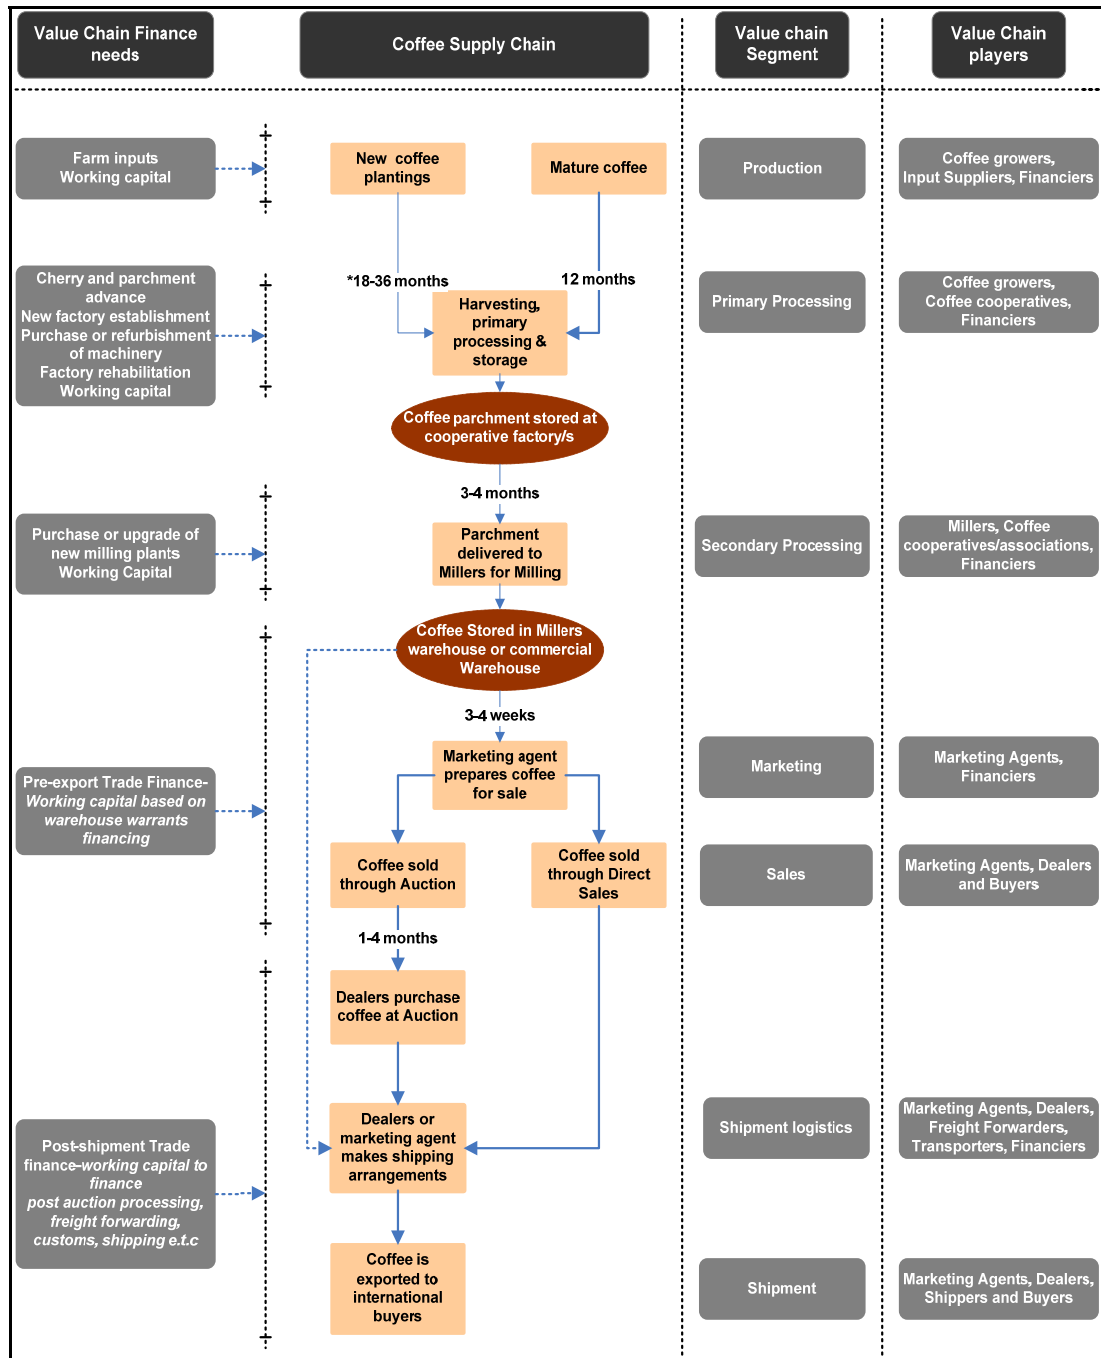 Value Chain Finance
needs
Coffee Supply Chain
Value chain
Segment
Value Chain
players
Farm inputs
Working capital
New coffee
plantings
Mature coffee
Production
Coffee growers,
Input Suppliers, Financiers
*18-36 months
12 months
Cherry and parchment
advance
New factory establishment
Purchase or refurbishment
of machinery
Factory rehabilitation
Working capital
Harvesting,
primary
processing &
storage
Primary Processing
Coffee growers,
Coffee cooperatives,
Financiers
Coffee parchment stored at
cooperative factory/s
3-4 months
Purchase or upgrade of
new milling plants
Working Capital
Parchment
delivered to
Millers for Milling
Secondary Processing
Millers, Coffee
cooperatives/associations,
Financiers
Coffee Stored in Millers
warehouse or commercial
Warehouse
3-4 weeks
Pre-export Trade Finance-
Working capital based on
warehouse warrants
financing
Marketing agent
prepares coffee
for sale
Marketing
Marketing Agents,
Financiers
Coffee sold
through Auction
Coffee sold
through Direct
Sales
Sales
Marketing Agents, Dealers
and Buyers
1-4 months
Dealers purchase
coffee at Auction
Post-shipment Trade
finance-working capital to
finance
post auction processing,
freight forwarding,
customs, shipping e.t.c
Dealers or
marketing agent
makes shipping
arrangements
Shipment logistics
Marketing Agents, Dealers,
Freight Forwarders,
Transporters, Financiers
Coffee is
exported to
international
buyers
Shipment
Marketing Agents, Dealers,
Shippers and Buyers